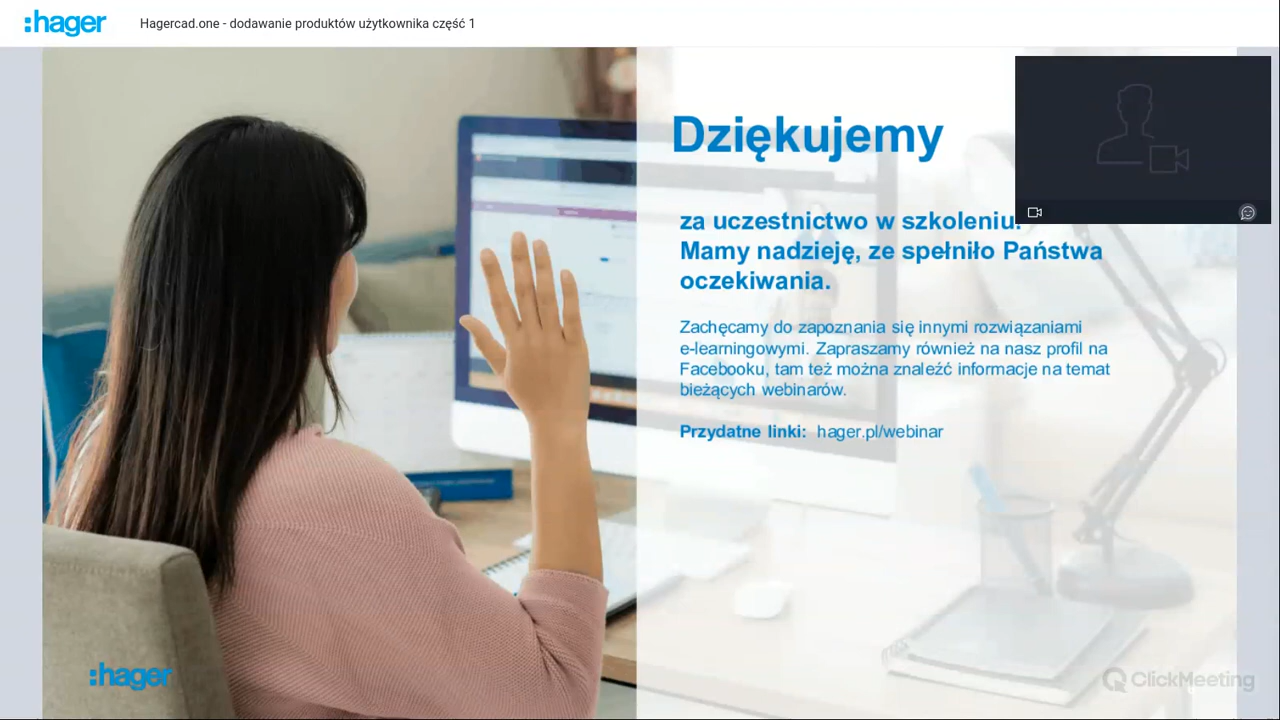 :hager
Hagercad.one - dodawanie produktów użytkownika część 1
Dziękujemy
za uczestnictwo w szkoleniu.
Mamy nadzieję, ze spełniło Państwa
oczekiwania.
Zachęcamy do zapoznania się innymi rozwiązaniami
e-learningowymi. Zapraszamy również na nasz profil na
Facebooku, tam też można znaleźć informacje na temat
bieżących webinarów.
Przydatne linki: hager.pl/webinar
:hager
ClickMeeting